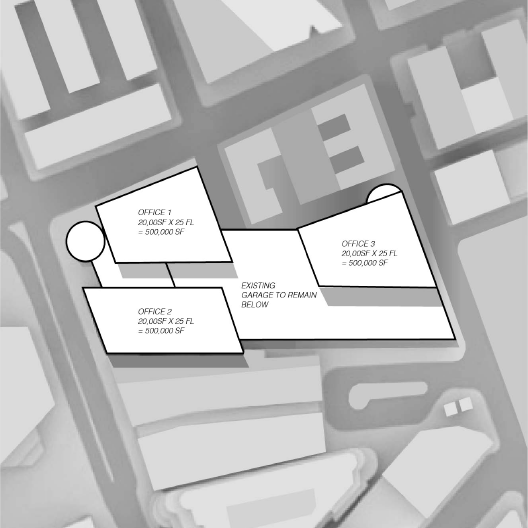 OFFICE 1
20,00SF X 25 FL
= 500,000 SF
OFFICE 3
20,00SF X 25 FL
= 500,000 SF
EXISTING
GARAGE TO REMAIN
BELOW
OFFICE 2
20,00SF X 25 FL
= 500,000 SF